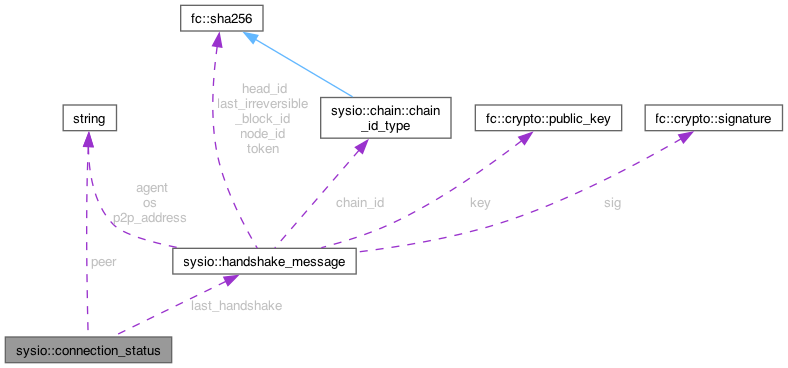 fc::sha256
head_id
last_irreversible
_block_id
node_id
token
string
sysio::chain::chain
_id_type
fc::crypto::public_key
fc::crypto::signature
agent
os
p2p_address
chain_id
key
sig
peer
sysio::handshake_message
last_handshake
sysio::connection_status